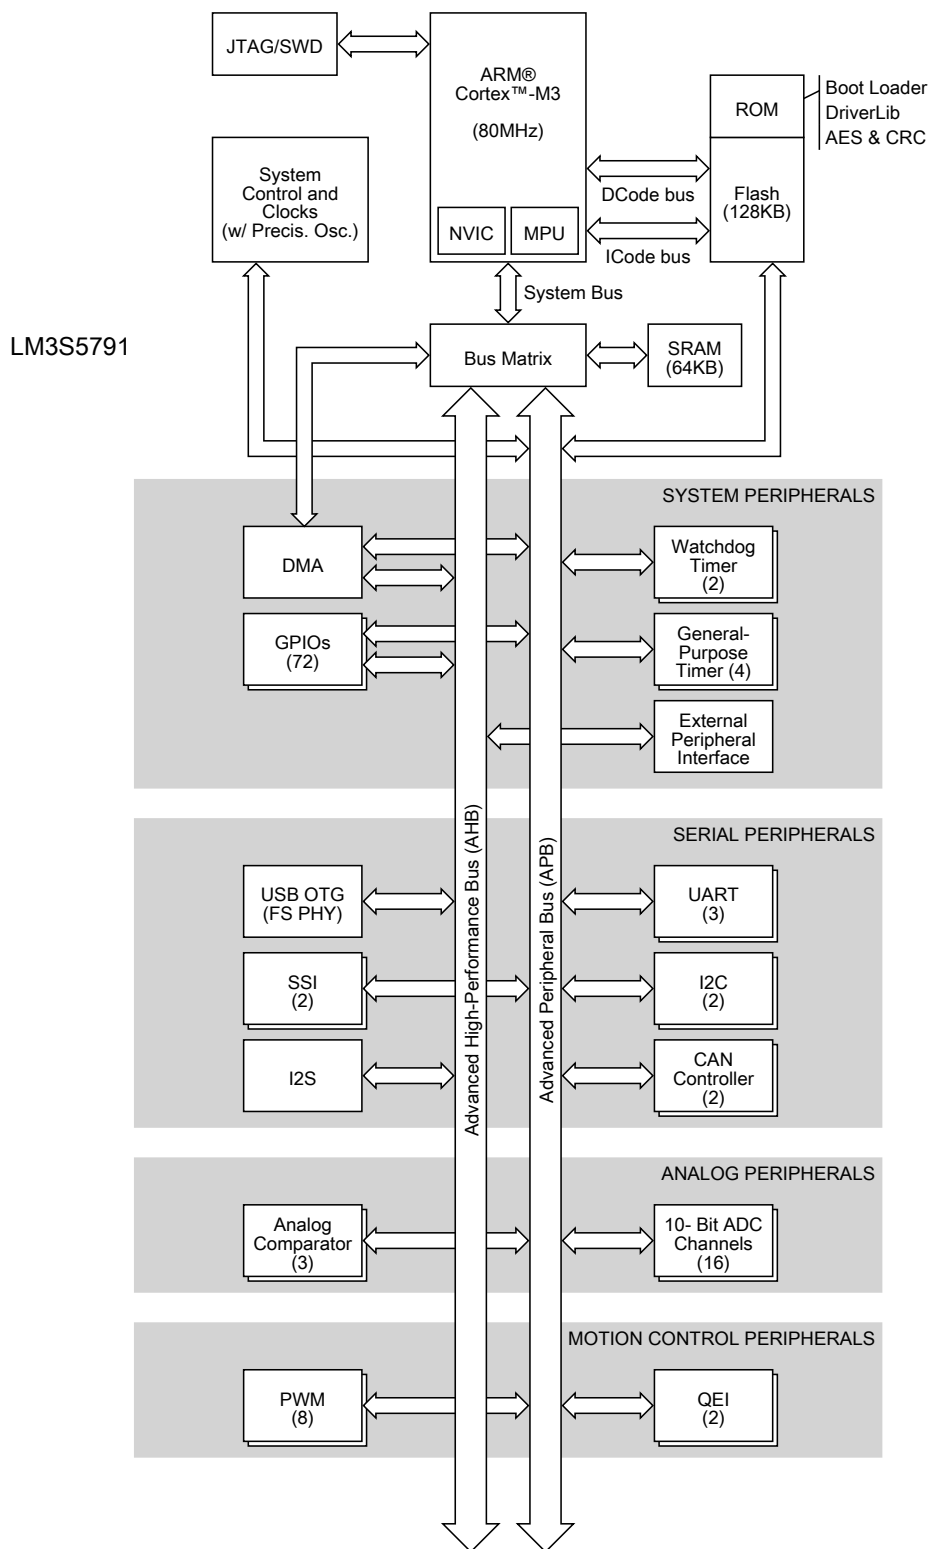 JTAG/SWD
ARM®
Cortex™-M3
(80MHz)
NVIC
MPU
ROM
Boot Loader
DriverLib
AES & CRC
Flash
(128KB)
DCode bus
ICode bus
System
Control and
Clocks
(w/ Precis. Osc.)
System Bus
LM3S5791
Bus Matrix
SRAM
(64KB)
SYSTEM PERIPHERALS
DMA
Watchdog
Timer
(2)
GPIOs
(72)
General-
Purpose
Timer (4)
External
Peripheral
Interface
Advanced High-Performance Bus (AHB)
Advanced Peripheral Bus (APB)
SERIAL PERIPHERALS
USB OTG
(FS PHY)
UART
(3)
SSI
(2)
I2C
(2)
I2S
CAN
Controller
(2)
ANALOG PERIPHERALS
Analog
Comparator
(3)
10- Bit ADC
Channels
(16)
MOTION CONTROL PERIPHERALS
PWM
(8)
QEI
(2)